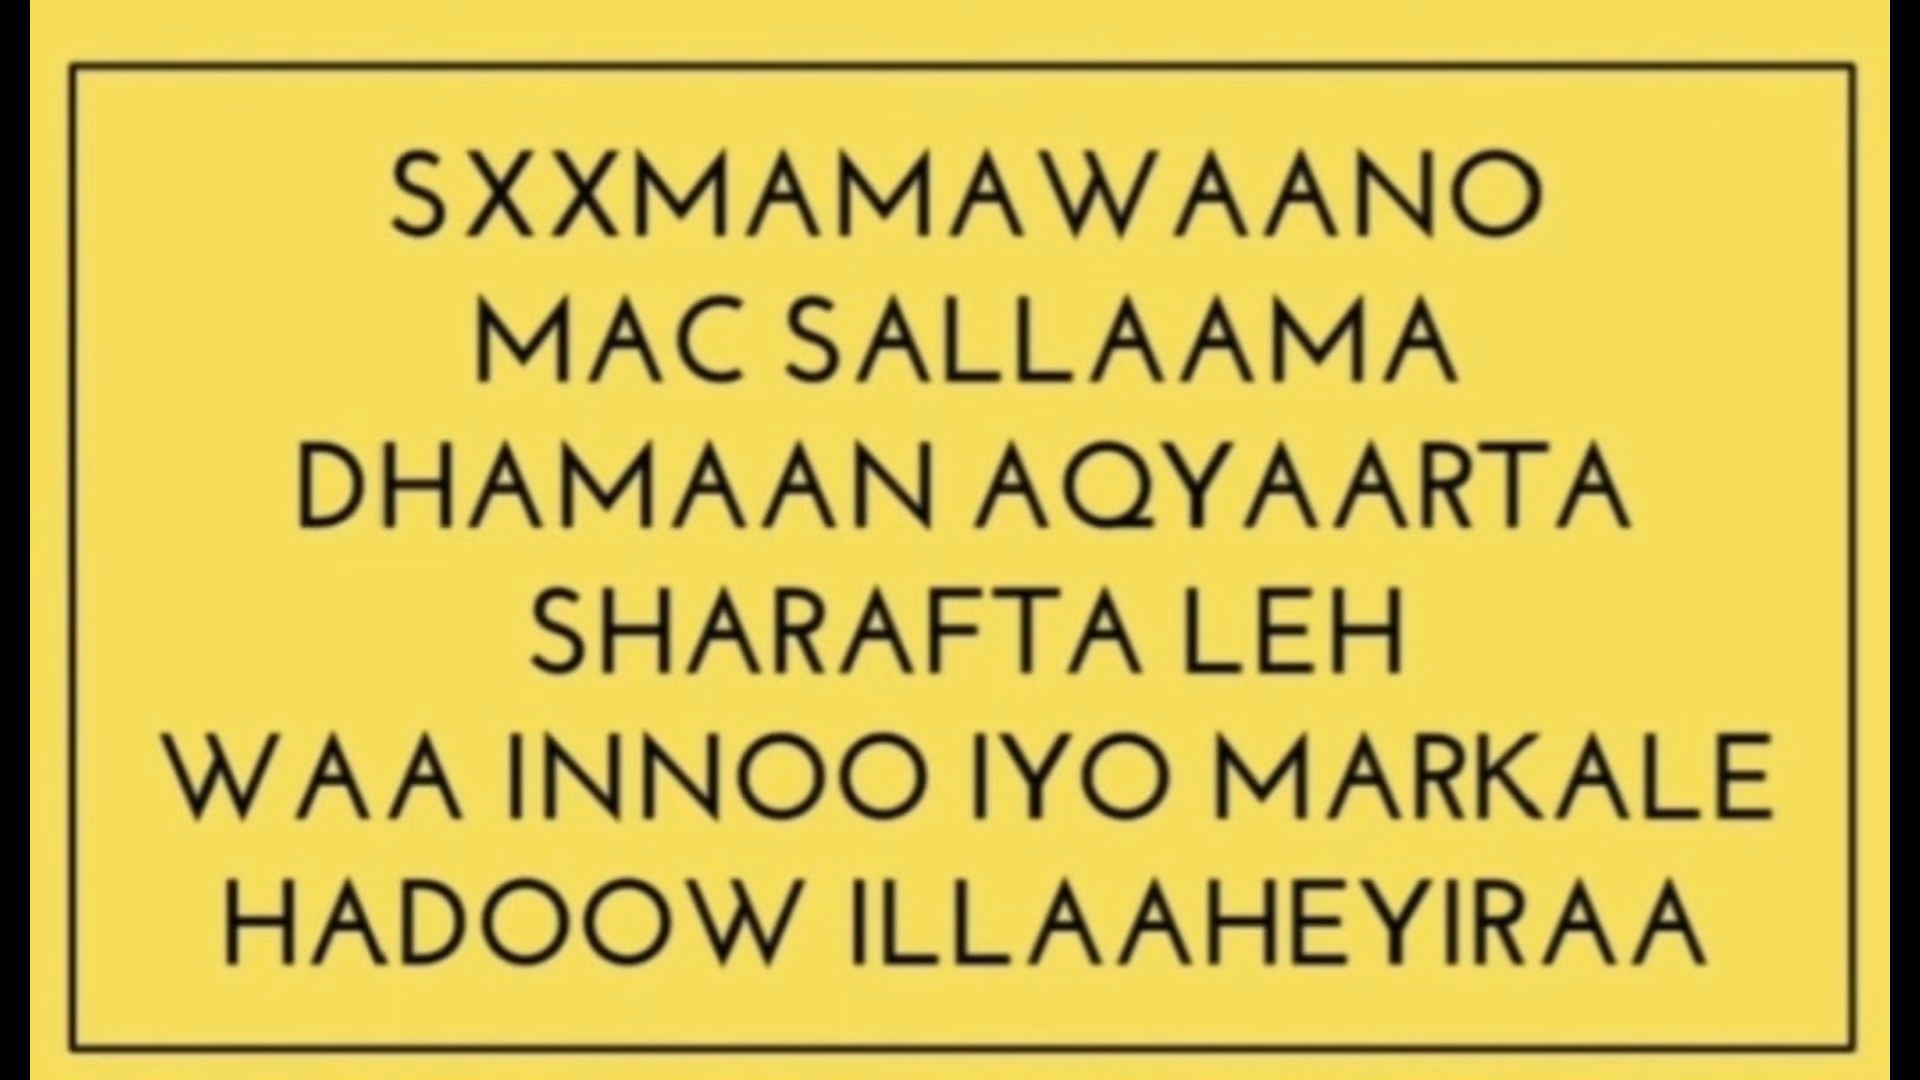 SXXMAMAWAANO
MAC SALLAAMA
DHAMAAN AQYAARTA
SHARAFTA LEH
WAA INNOO IYO MARKALE
HADOOW ILLAAHEYIRAA